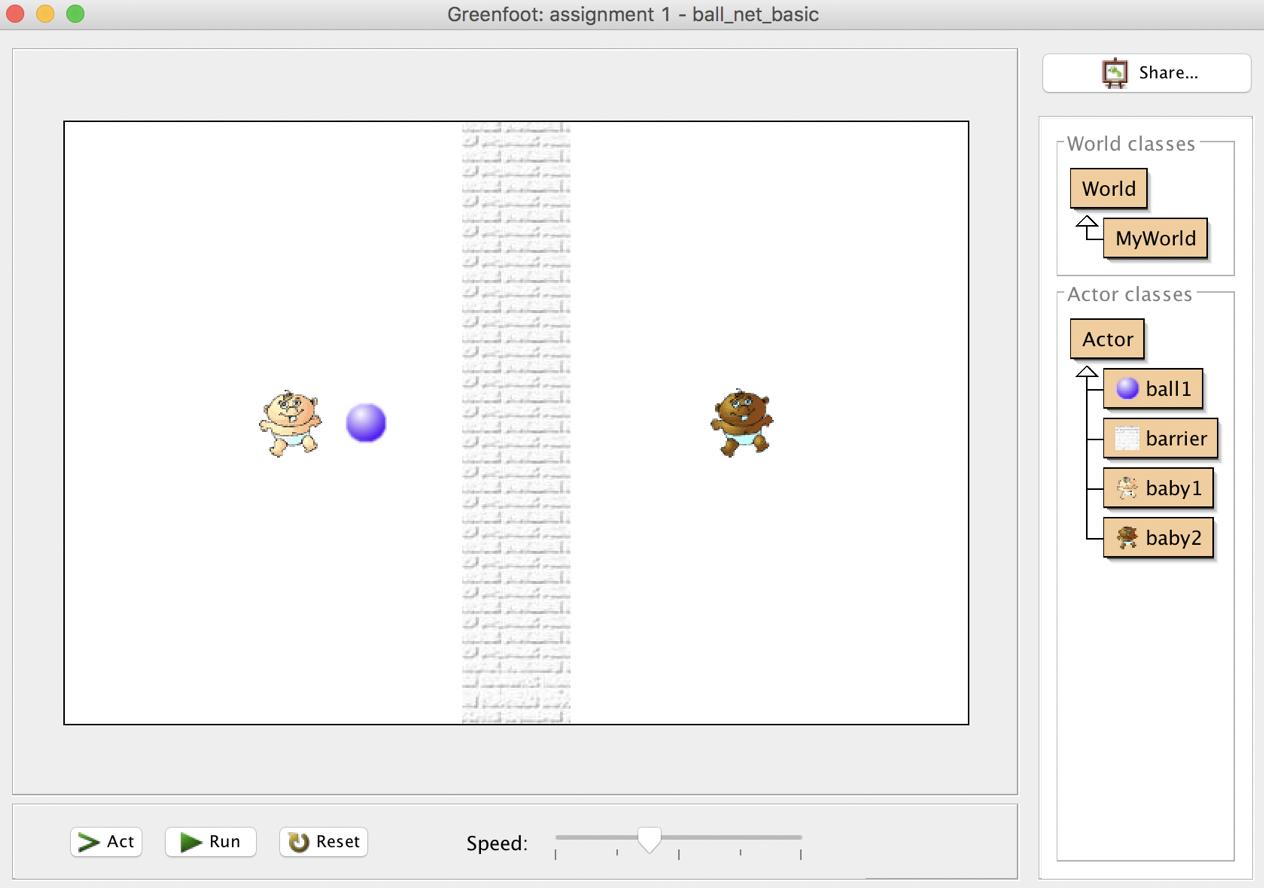 Greenfoot: assignment 1 - ball_net_basic
Share...
World classes
World
MyWorld
Actor classes
Actor
ball1
barrier
baby1
baby2
Act
Run
Reset
Speed: